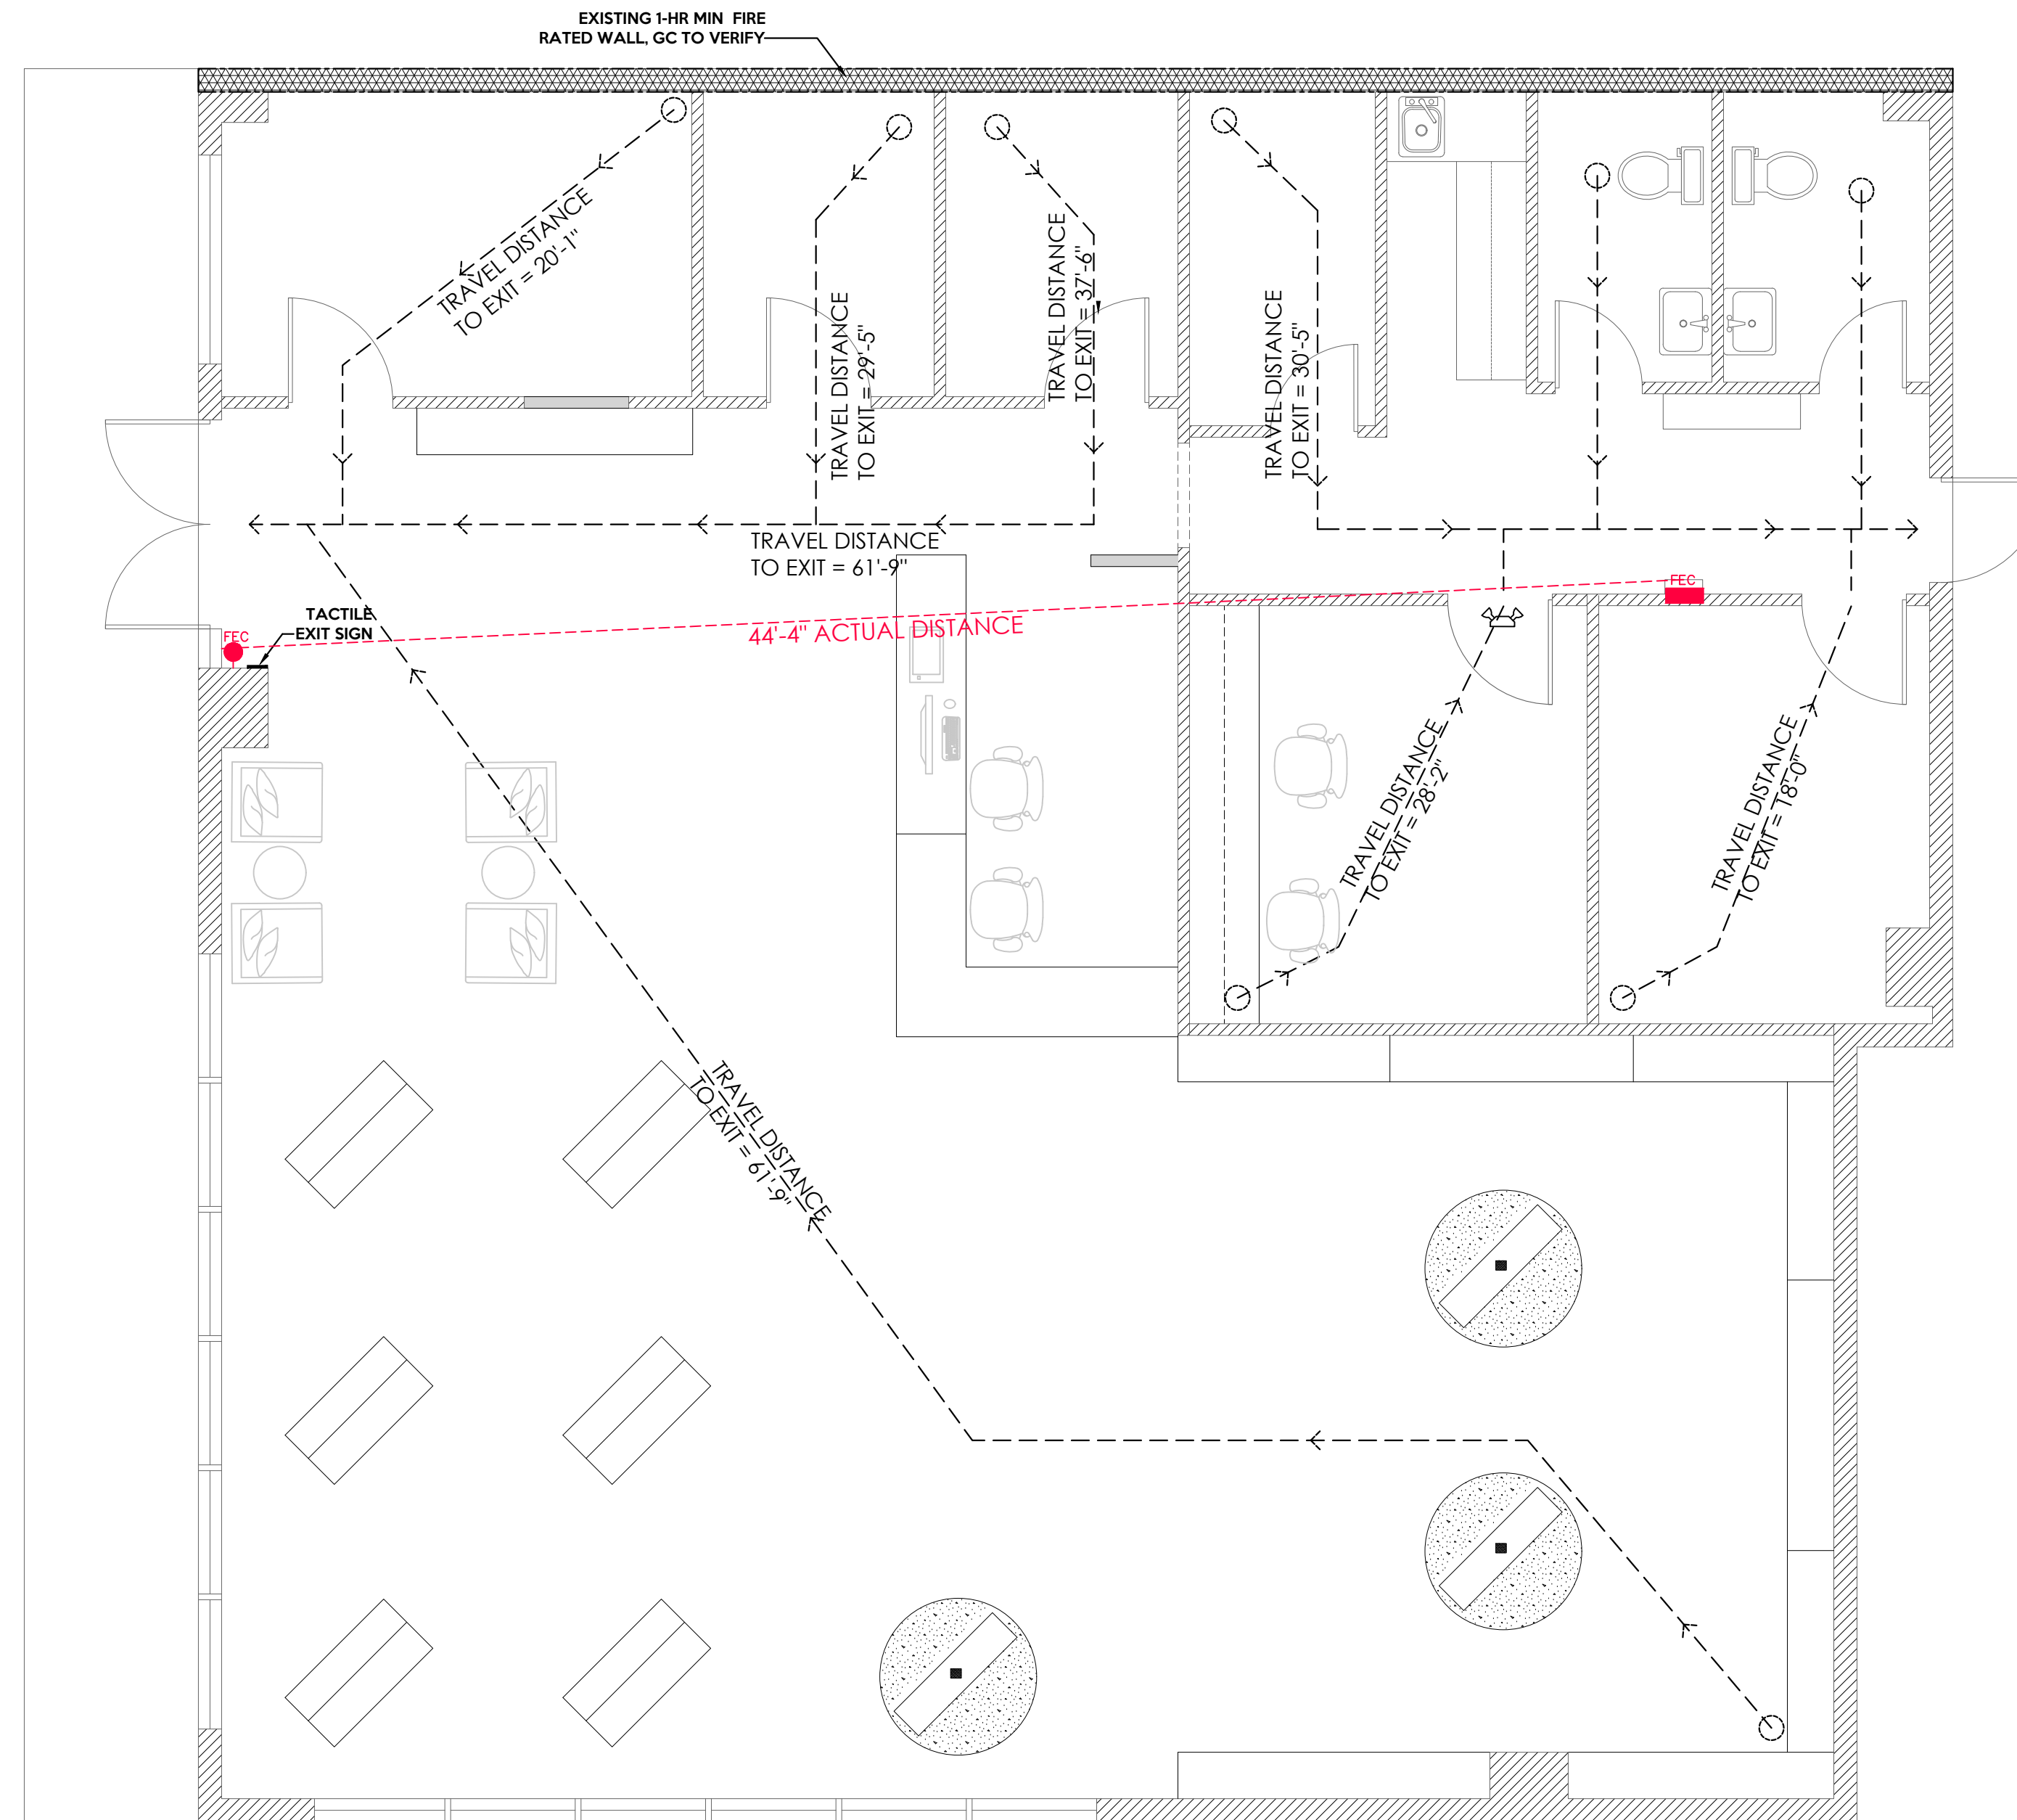 EXISTING 1-HR MIN FIRE
RATED WALL, GC TO VERIFY
TRAVEL DISTANCE
TO EXIT = 20'-1"
TRAVEL DISTANCE
TO EXIT = 29'-5"
TRAVEL DISTANCE
TO EXIT = 37'-6"
TRAVEL DISTANCE
TO EXIT = 30'-5"
TRAVEL DISTANCE
TO EXIT = 61'-9"
FEC
TACTILE
EXIT SIGN
FEC
44'-4" ACTUAL DISTANCE
TRAVEL DISTANCE
TO EXIT = 28'-2"
TRAVEL DISTANCE
TO EXIT = 18'-0"
TRAVEL DISTANCE
TO EXIT = 61'-9"